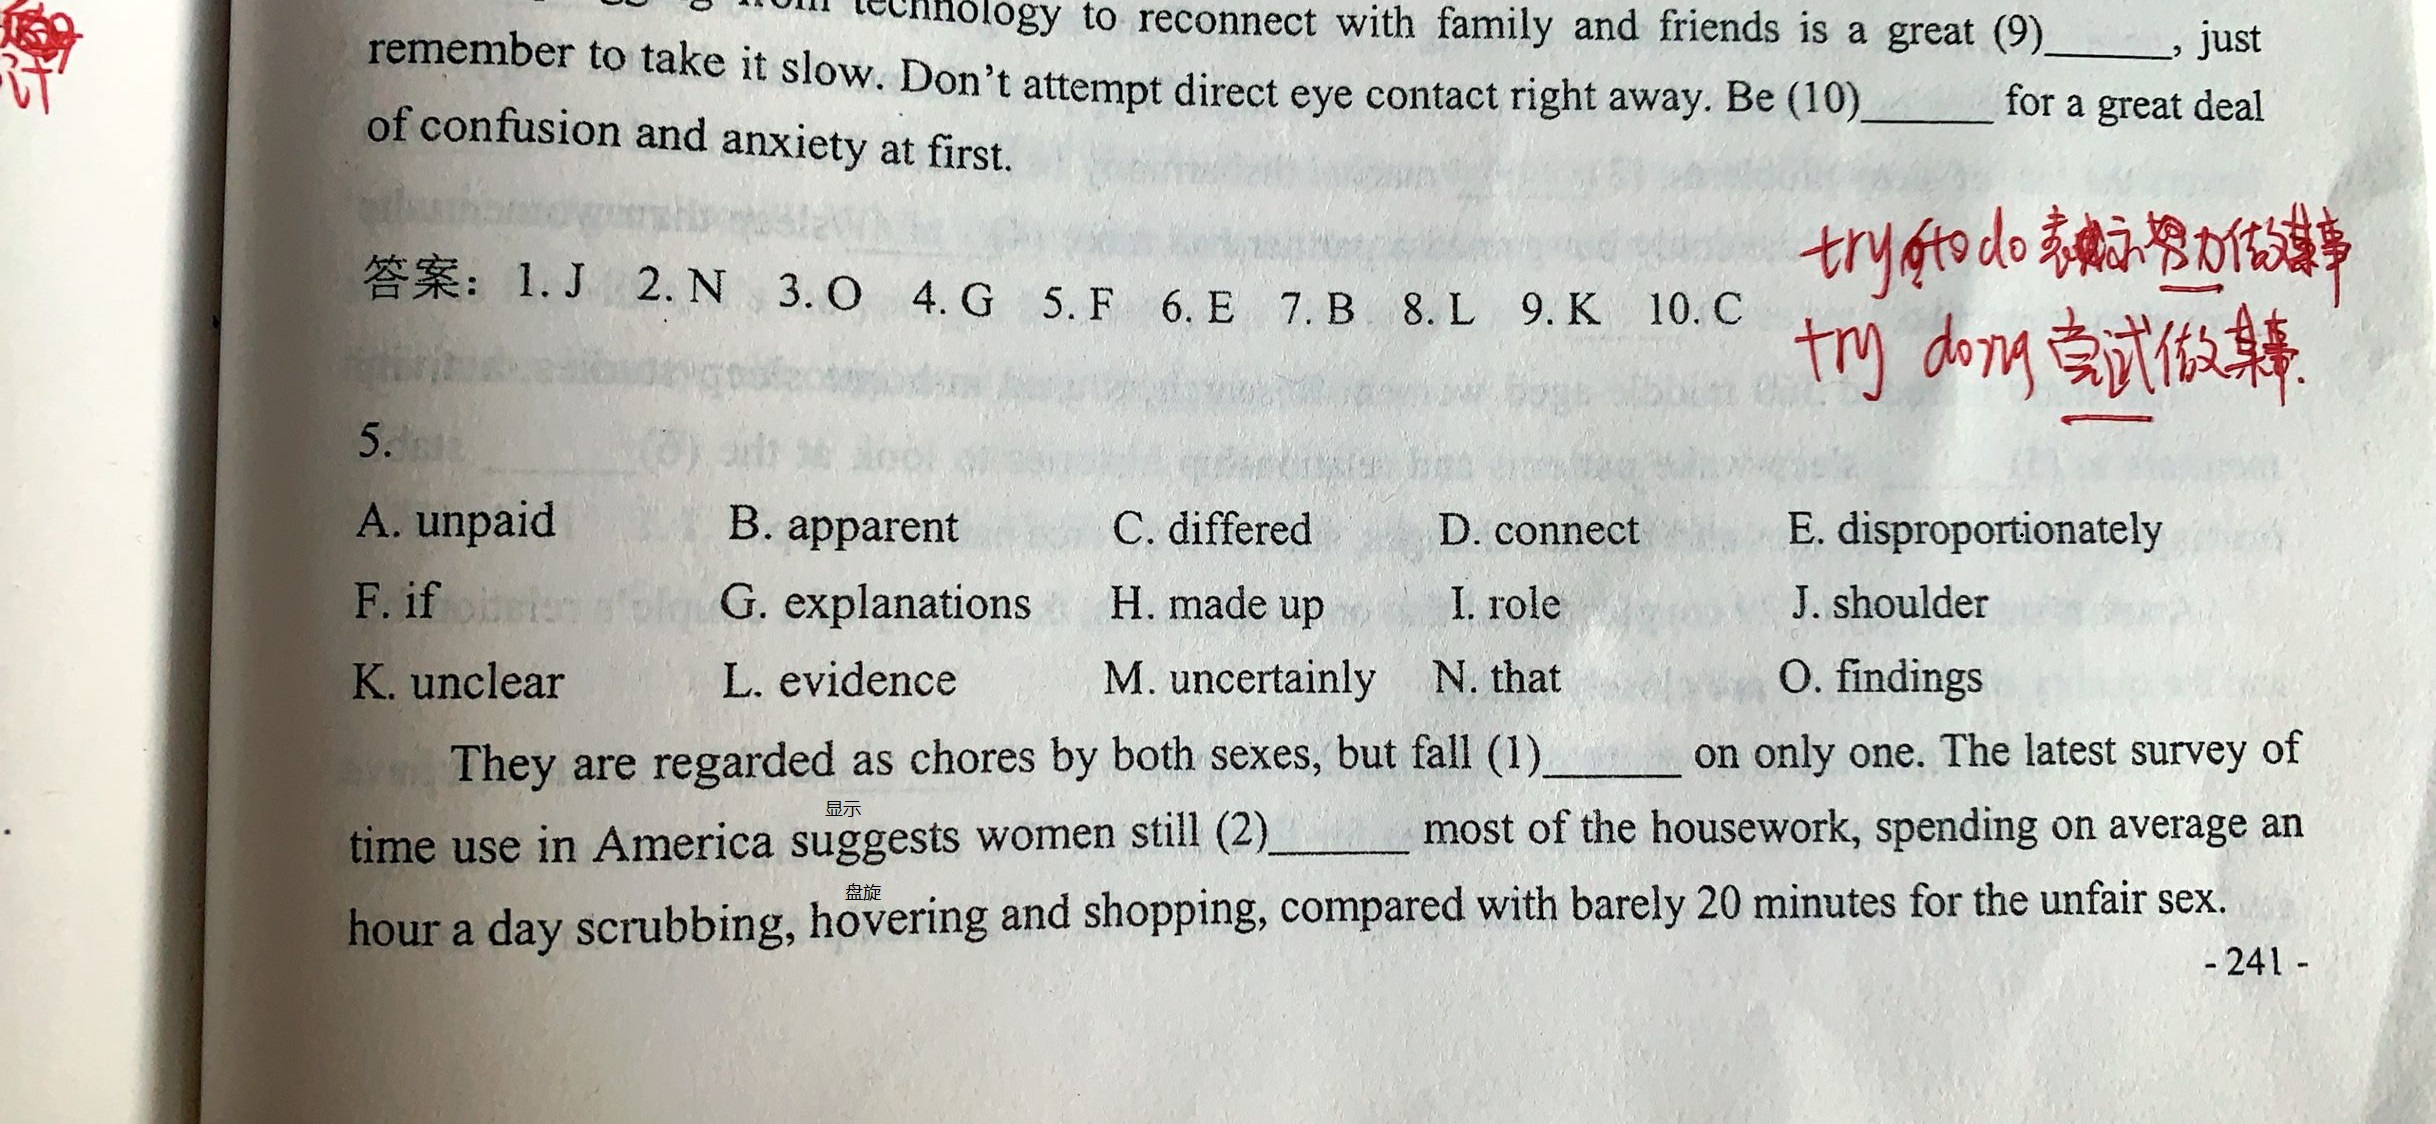 from technology to reconnect with family and friends is a great (9)______, just
remember to take it slow. Don't attempt direct eye contact right away. Be (10)______ for a great deal
of confusion and anxiety at first.
答案： 1. J 2. N 3. O 4. G 5. F 6. E 7. B 8. L 9. K 10. C
try to do 表示努力做某事
try doing 尝试做某事.
5.
A. unpaid B. apparent C. differed D. connect E. disproportionately
F. if G. explanations H. made up I. role J. shoulder
K. unclear L. evidence M. uncertainly N. that O. findings
They are regarded as chores by both sexes, but fall (1)______ on only one. The latest survey of
显示
time use in America suggests women still (2)______ most of the housework, spending on average an
盘旋
hour a day scrubbing, hovering and shopping, compared with barely 20 minutes for the unfair sex.
- 241 -